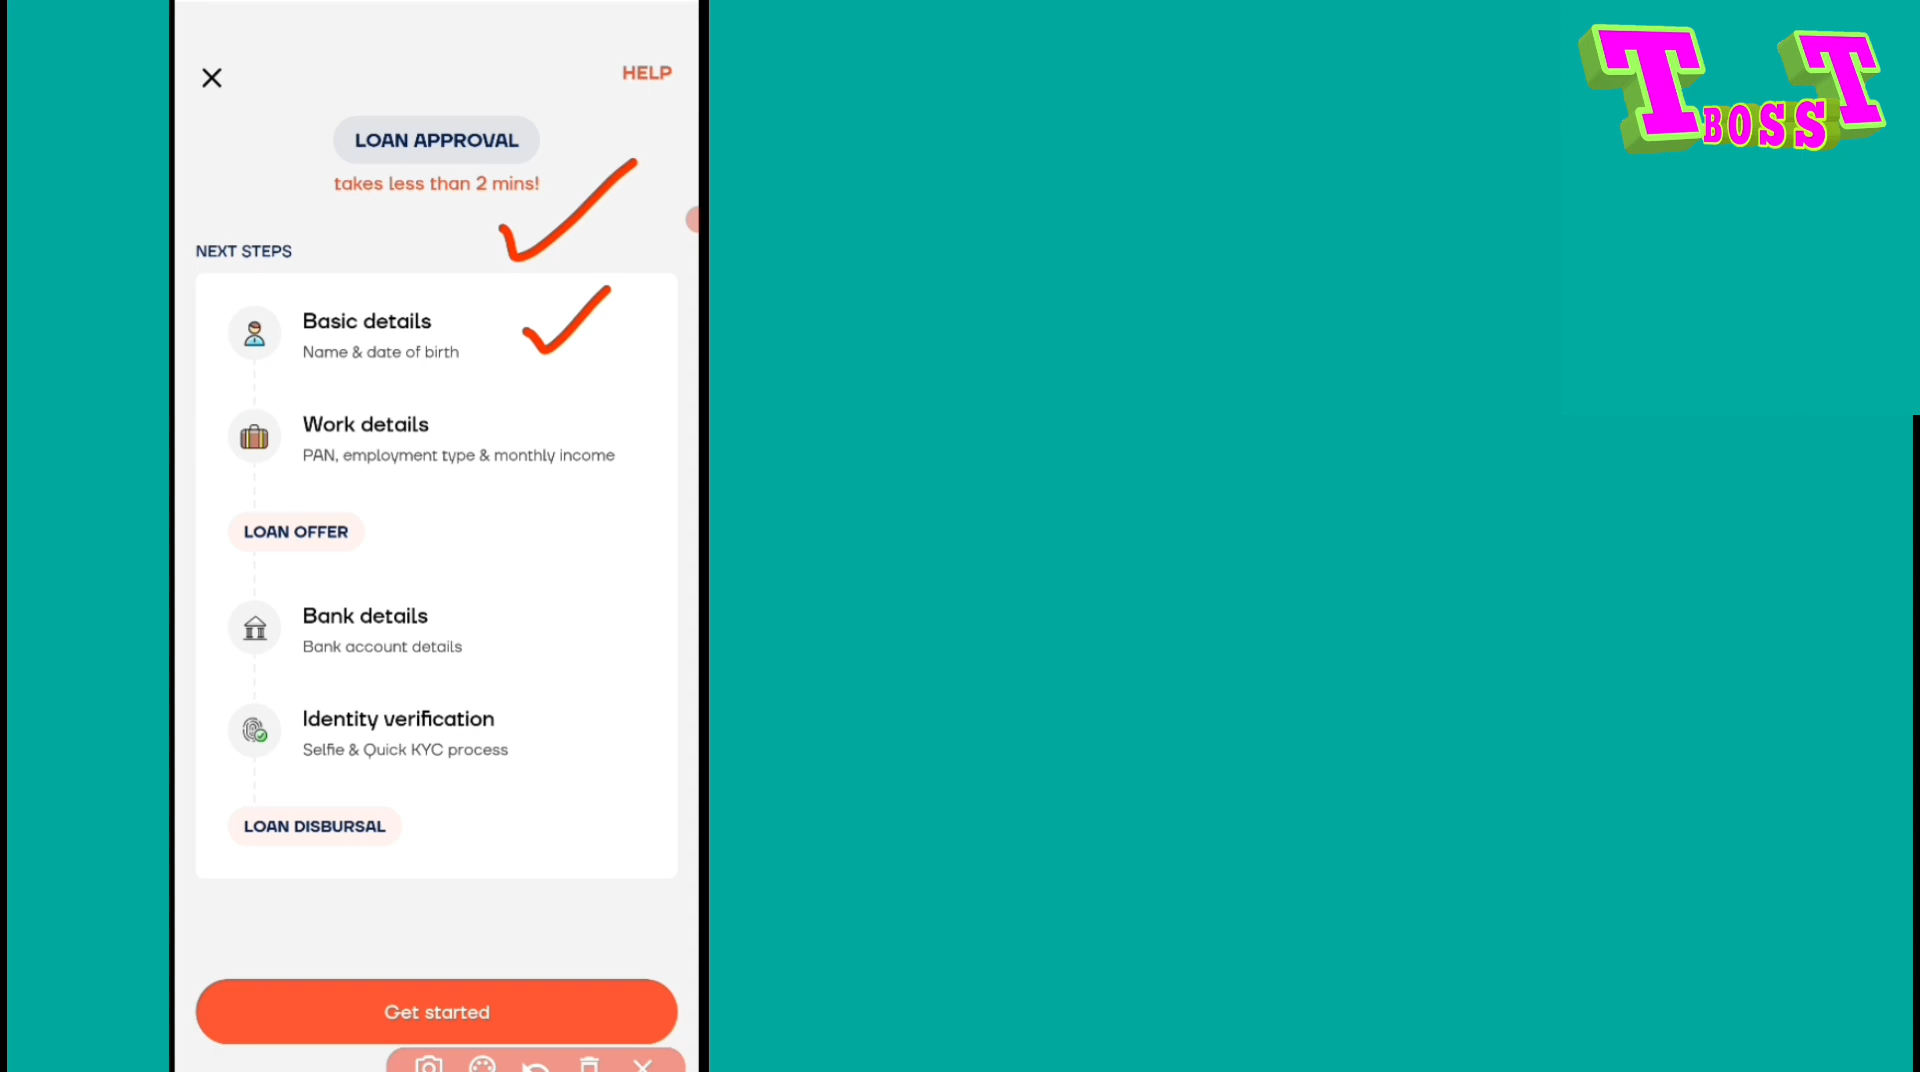 HELP
LOAN APPROVAL
takes less than 2 mins!
NEXT STEPS
Basic details
Name & date of birth
Work details
PAN, employment type & monthly income
LOAN OFFER
Bank details
Bank account details
Identity verification
Selfie & Quick KYC process
LOAN DISBURSAL
Get started
T BOSS T